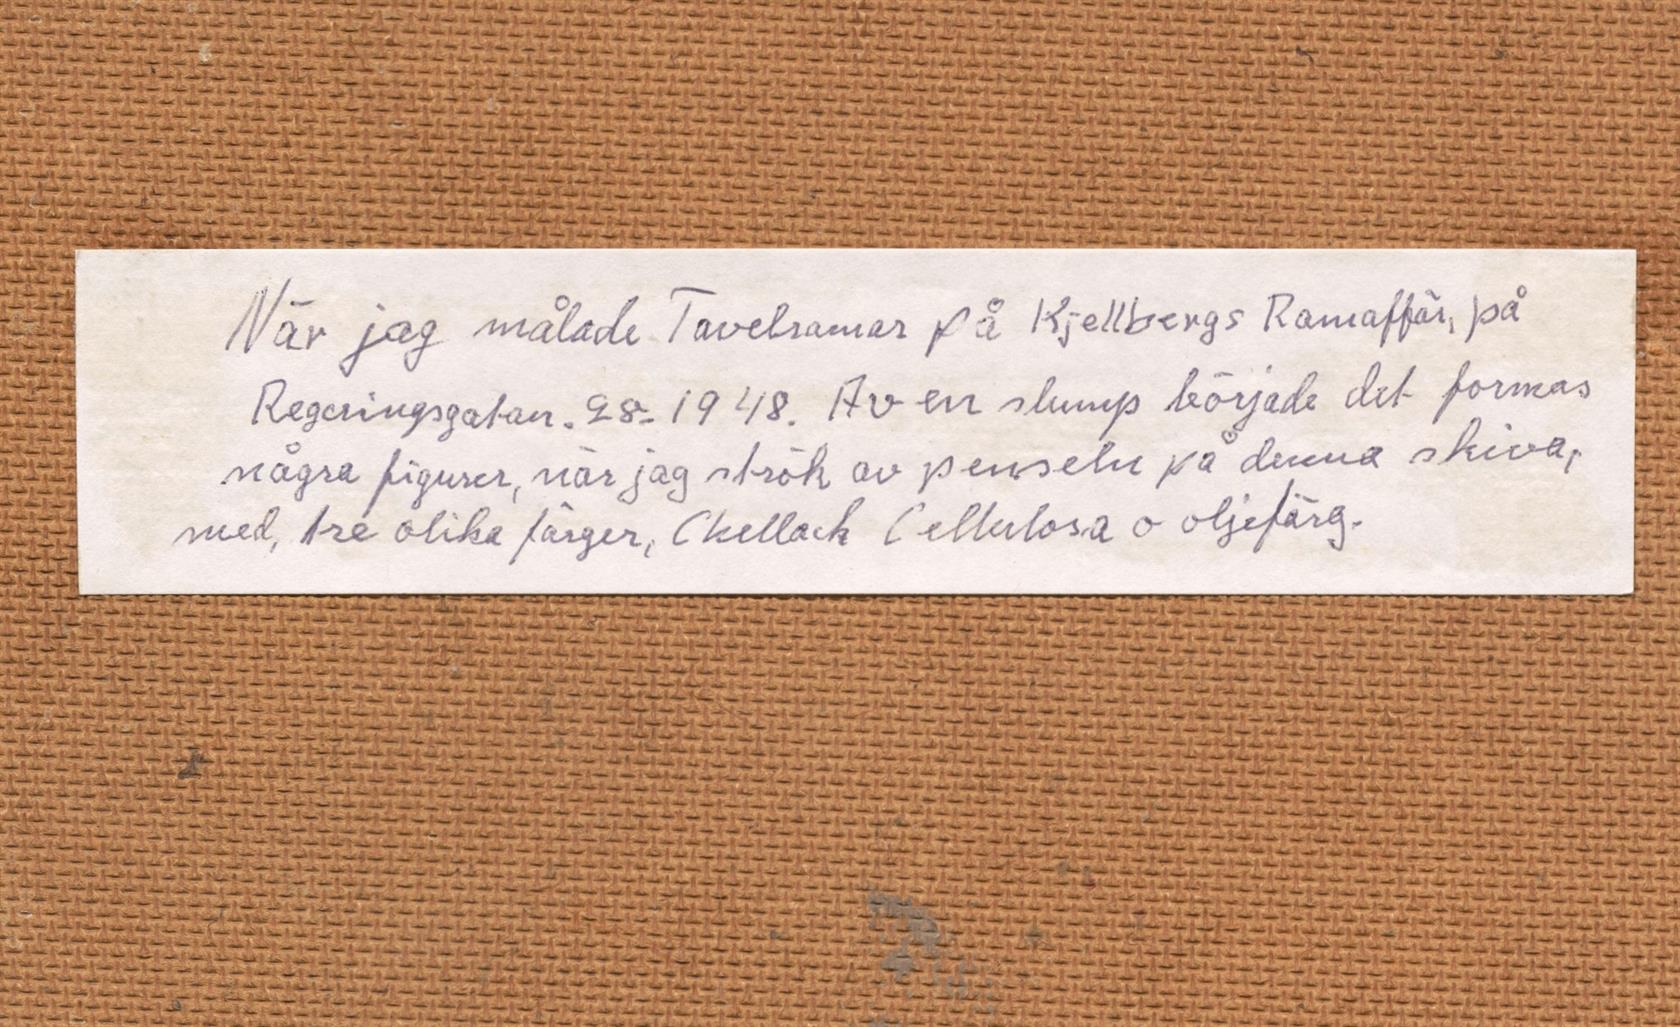 När jag målade Tavelramar på Kjellbergs Ramaffär, på
Regeringsgatan. 28- 1948. Av en slump började det formas
några figurer, när jag strök av penseln på denna skiva,
med, tre olika färger, Ckellack Cellulosa o oljefärg.